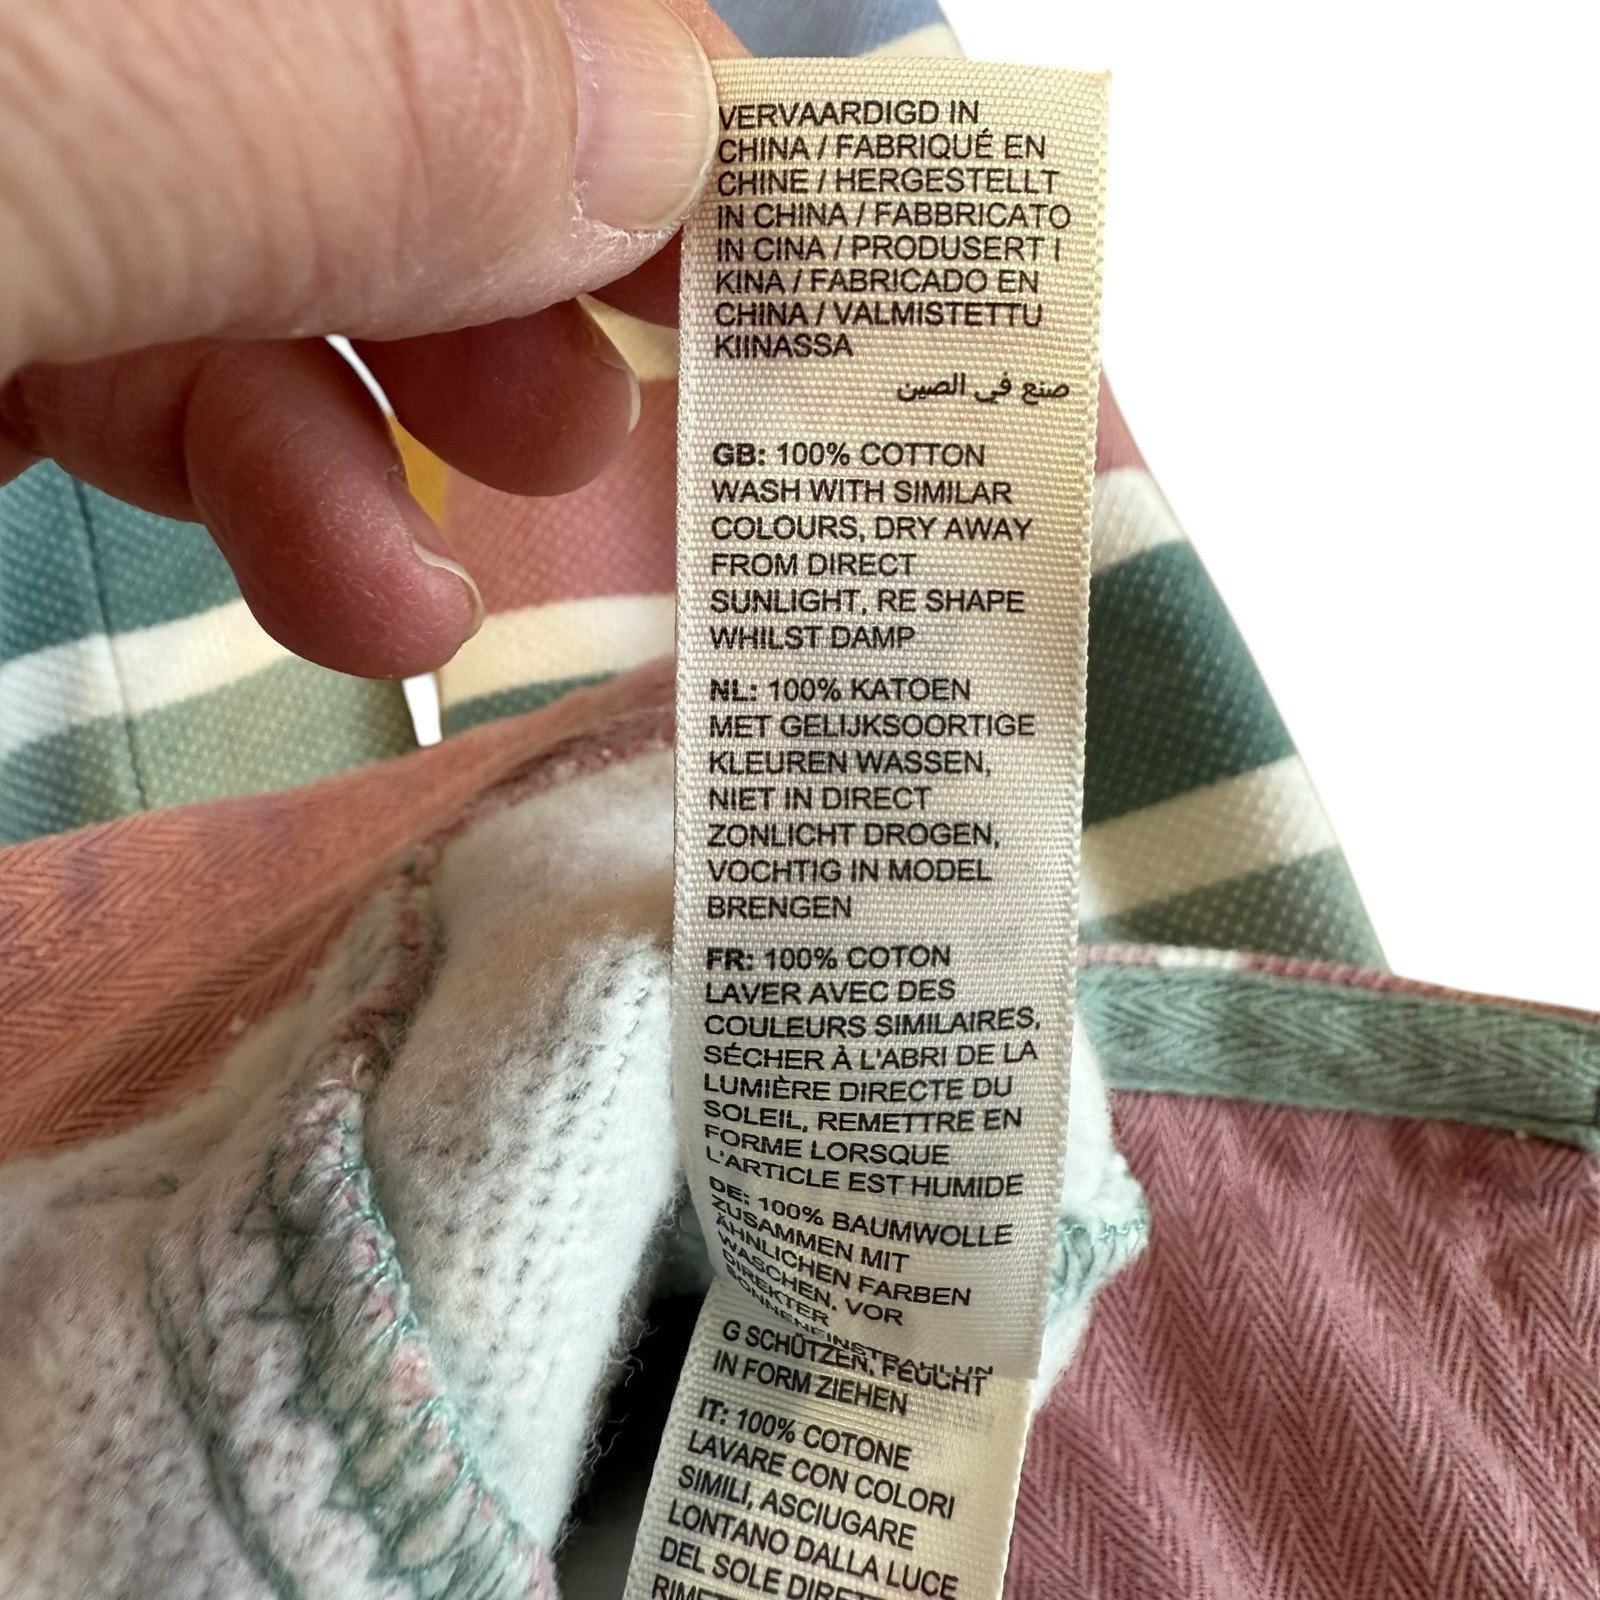 VERVAARDIGD IN
CHINA / FABRIQUÉ EN
CHINE / HERGESTELLT
IN CHINA / FABBRICATO
IN CINA / PRODUSERT I
KINA / FABRICADO EN
CHINA / VALMISTETTU
KIINASSA
صنع في الصين
GB: 100% COTTON
WASH WITH SIMILAR
COLOURS, DRY AWAY
FROM DIRECT
SUNLIGHT, RE SHAPE
WHILST DAMP
NL: 100% KATOEN
MET GELIJKSOORTIGE
KLEUREN WASSEN,
NIET IN DIRECT
ZONLICHT DROGEN,
VOCHTIG IN MODEL
BRENGEN
FR: 100% COTON
LAVER AVEC DES
COULEURS SIMILAIRES,
SÉCHER À L'ABRI DE LA
LUMIÈRE DIRECTE DU
SOLEIL, REMETTRE EN
FORME LORSQUE
L'ARTICLE EST HUMIDE
DE: 100% BAUMWOLLE
ZUSAMMEN MIT
ÄHNLICHEN FARBEN
WASCHEN, VOR
DIREKTER
SONNENEINSTRAHLUN
G SCHÜTZEN, FEUCHT
IN FORM ZIEHEN
IT: 100% COTONE
LAVARE CON COLORI
SIMILI, ASCIUGARE
LONTANO DALLA LUCE
DEL SOLE